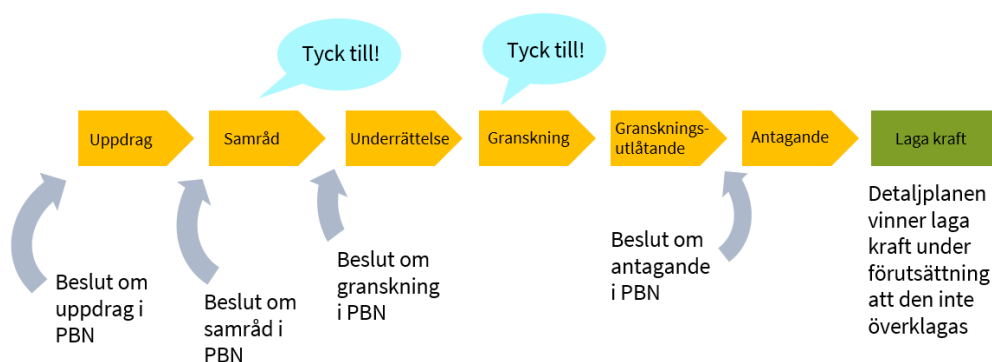 Tyck till!
Tyck till!
Uppdrag
Samråd
Underrättelse
Granskning
Gransknings-
utlåtande
Antagande
Laga kraft
Beslut om
uppdrag i
PBN
Beslut om
samråd i
PBN
Beslut om
granskning
i PBN
Beslut om
antagande
i PBN
Detaljplanen
vinner laga
kraft under
förutsättning
att den inte
överklagas